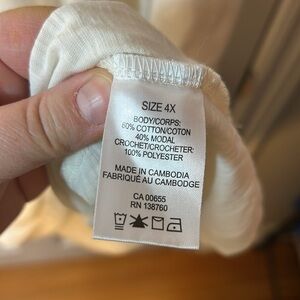 SIZE 4X
BODY/CORPS:
60% COTTON/COTON
40% MODAL
CROCHET/CROCHETER:
100% POLYESTER
MADE IN CAMBODIA
FABRIQUÉ AU CAMBODGE
CA 00655
RN 138760